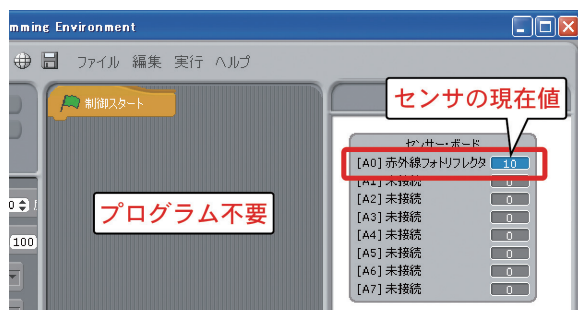 mming Environment
ファイル 編集 実行 ヘルプ
制御スタート
センサの現在値
センサー・ボード
[A0] 赤外線フォトリフレクタ 10
[A1] 未接続 0
[A2] 未接続 0
[A3] 未接続 0
[A4] 未接続 0
[A5] 未接続 0
[A6] 未接続 0
[A7] 未接続 0
プログラム不要
0
100